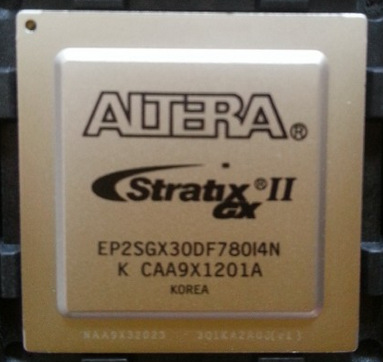 ALTERA®
Stratix® II
GX
EP2SGX30DF780I4N
K CAA9X1201A
KOREA